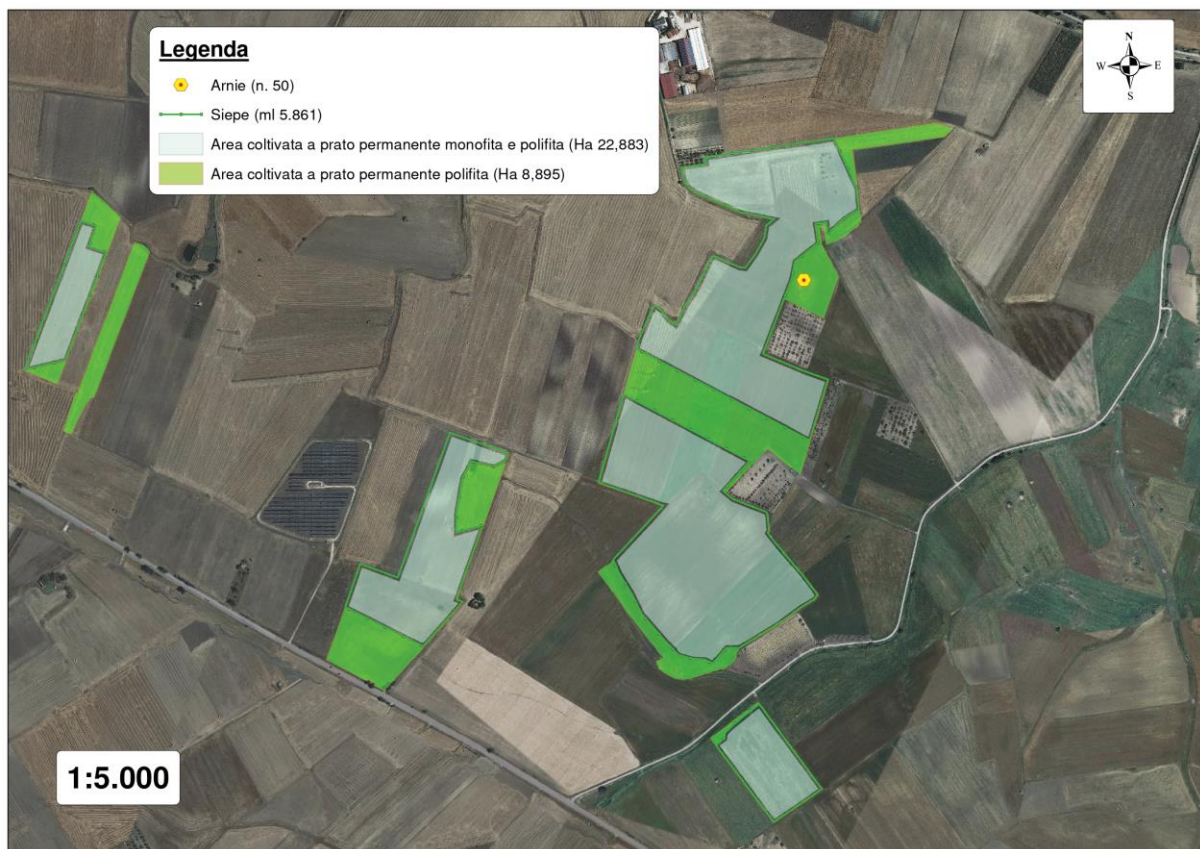 Legenda
Arnie (n. 50)
Siepe (ml 5.861)
Area coltivata a prato permanente monofita e polifita (Ha 22,883)
Area coltivata a prato permanente polifita (Ha 8,895)
N
W E
S
1:5.000